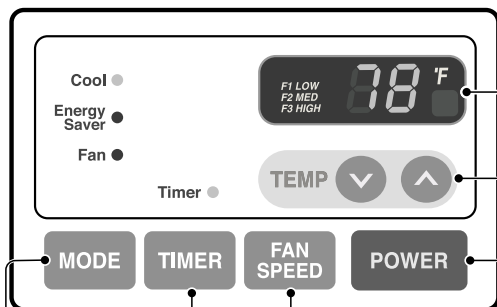 Cool
Energy
Saver
Fan
Timer
F1 LOW
F2 MED
F3 HIGH
78 °F
TEMP
MODE
TIMER
FAN
SPEED
POWER